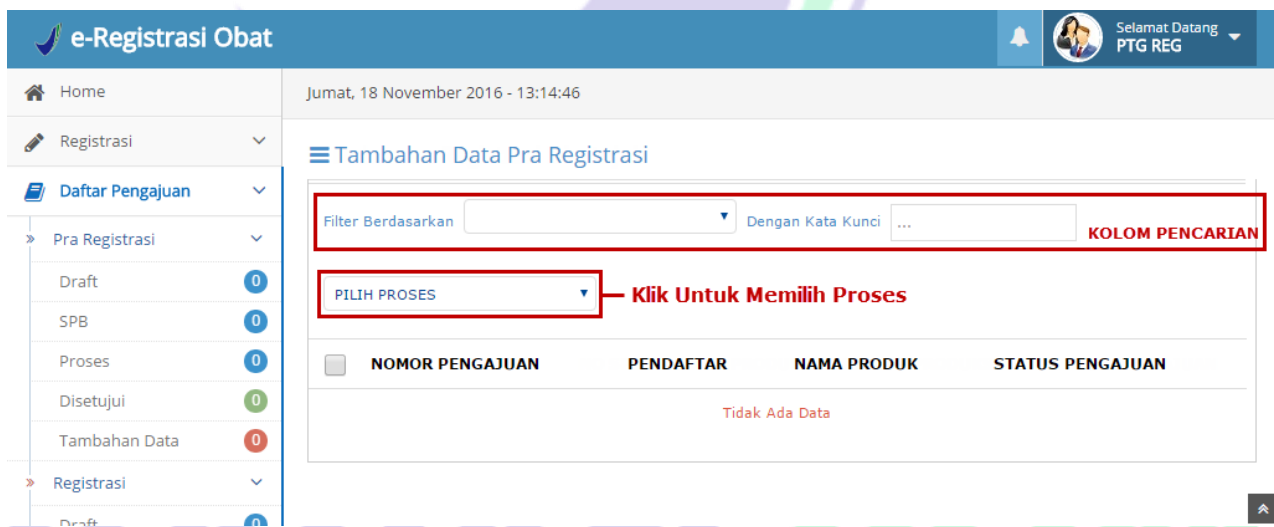 e-Registrasi Obat
Selamat Datang
PTG REG
Home
Jumat, 18 November 2016 - 13:14:46
Registrasi
Tambahan Data Pra Registrasi
Daftar Pengajuan
Filter Berdasarkan
Dengan Kata Kunci ...
KOLOM PENCARIAN
Pra Registrasi
Draft 0
SPB 0
Proses 0
Disetujui 0
Tambahan Data 0
Registrasi
Draft 0
PILIH PROSES
Klik Untuk Memilih Proses
NOMOR PENGAJUAN PENDAFTAR NAMA PRODUK STATUS PENGAJUAN
Tidak Ada Data